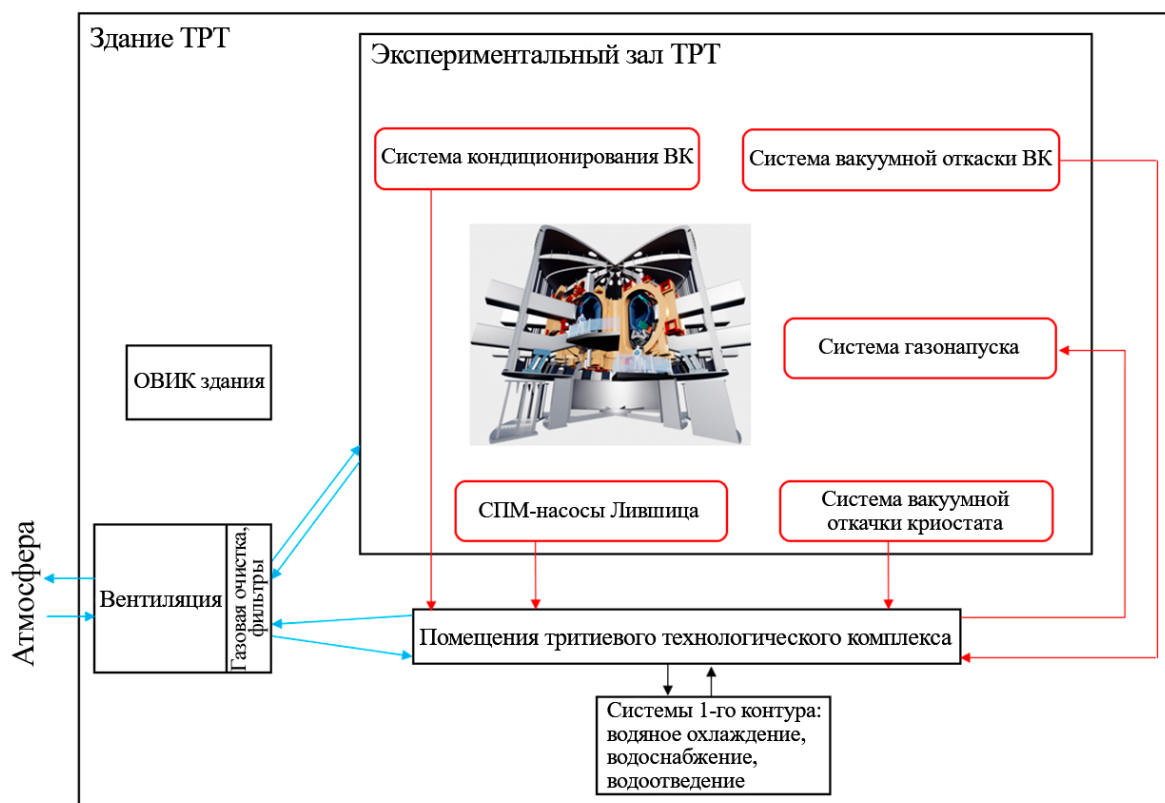 Здание ТРТ
Экспериментальный зал ТРТ
Система кондиционирования ВК
Система вакуумной откаски ВК
Система газонапуска
ОВИК здания
СПМ-насосы Лившица
Система вакуумной
откачки криостата
Атмосфера
Вентиляция
Газовая очистка,
фильтры
Помещения тритиевого технологического комплекса
Системы 1-го контура:
водяное охлаждение,
водоснабжение,
водоотведение